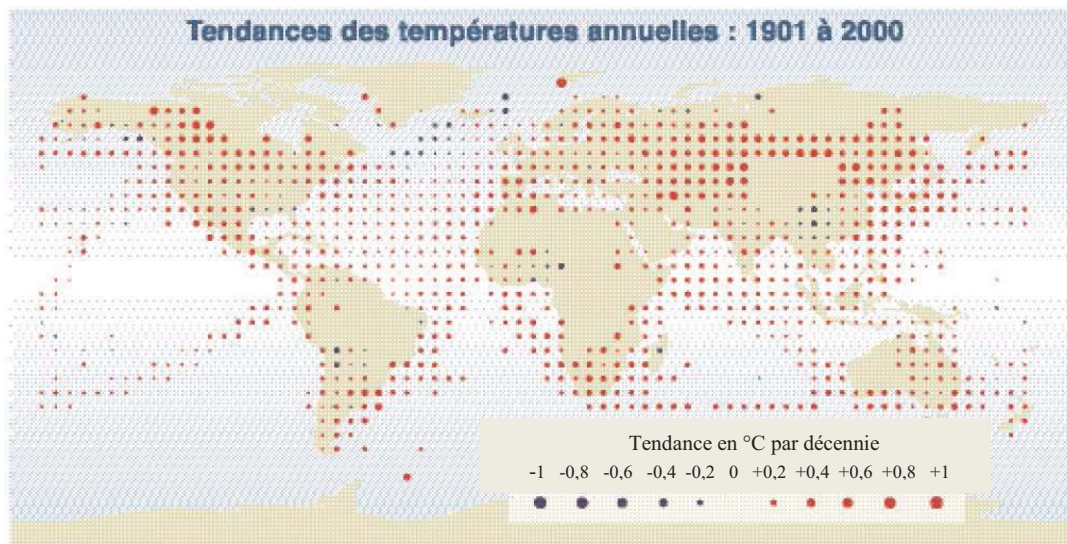 Tendances des températures annuelles : 1901 à 2000
Tendance en °C par décennie
-1 -0,8 -0,6 -0,4 -0,2 0 +0,2 +0,4 +0,6 +0,8 +1